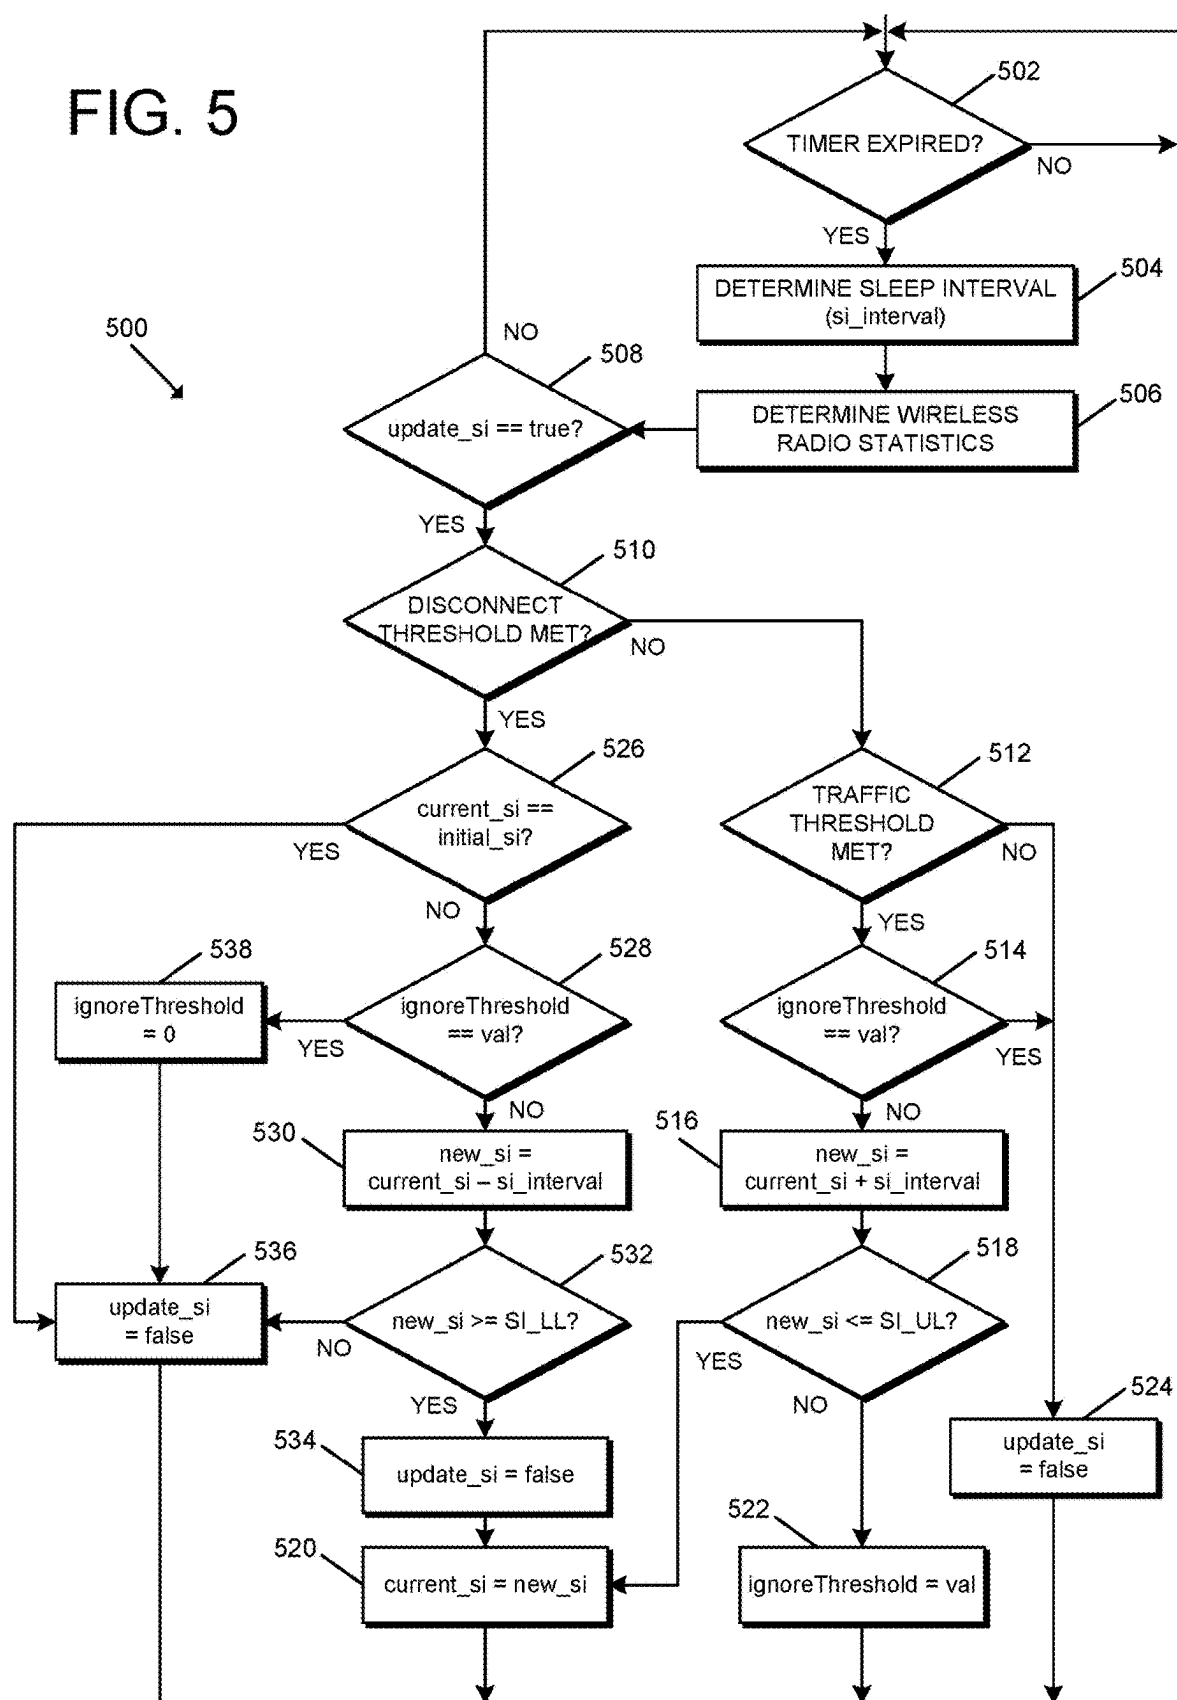 FIG. 5
502
TIMER EXPIRED?
NO
YES
504
DETERMINE SLEEP INTERVAL
(si_interval)
500
NO
508
506
update_si == true?
DETERMINE WIRELESS
RADIO STATISTICS
YES
510
DISCONNECT
THRESHOLD MET?
NO
YES
526
512
current_si ==
initial_si?
TRAFFIC
THRESHOLD
MET?
YES
NO
NO
YES
538
528
514
ignoreThreshold
= 0
ignoreThreshold
== val?
ignoreThreshold
== val?
YES
YES
NO
NO
530
516
new_si =
current_si – si_interval
new_si =
current_si + si_interval
536
532
518
update_si
= false
new_si >= SI_LL?
new_si <= SI_UL?
NO
YES
YES
NO
524
534
update_si = false
update_si
= false
522
520
current_si = new_si
ignoreThreshold = val